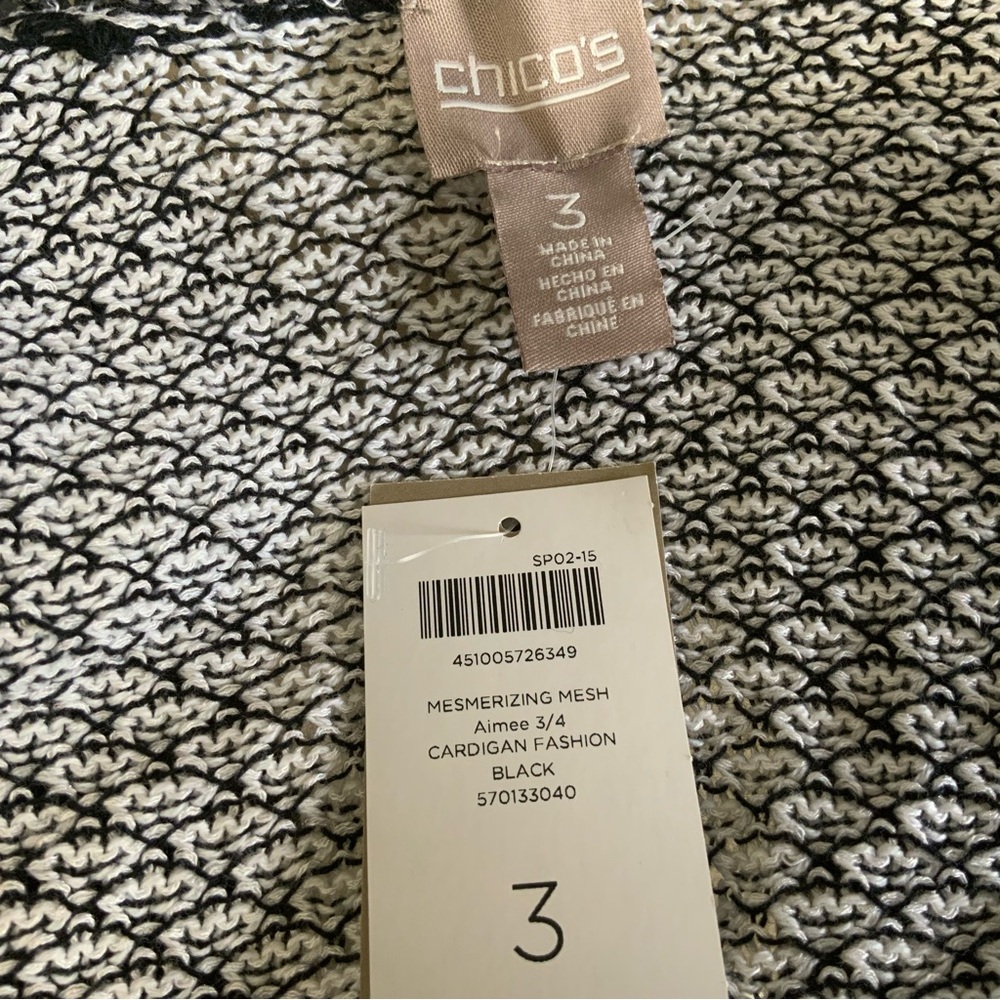 chico's
3
MADE IN
CHINA
HECHO EN
CHINA
FABRIQUÉ EN
CHINE
SP02-15
451005726349
MESMERIZING MESH
Aimee 3/4
CARDIGAN FASHION
BLACK
570133040
3